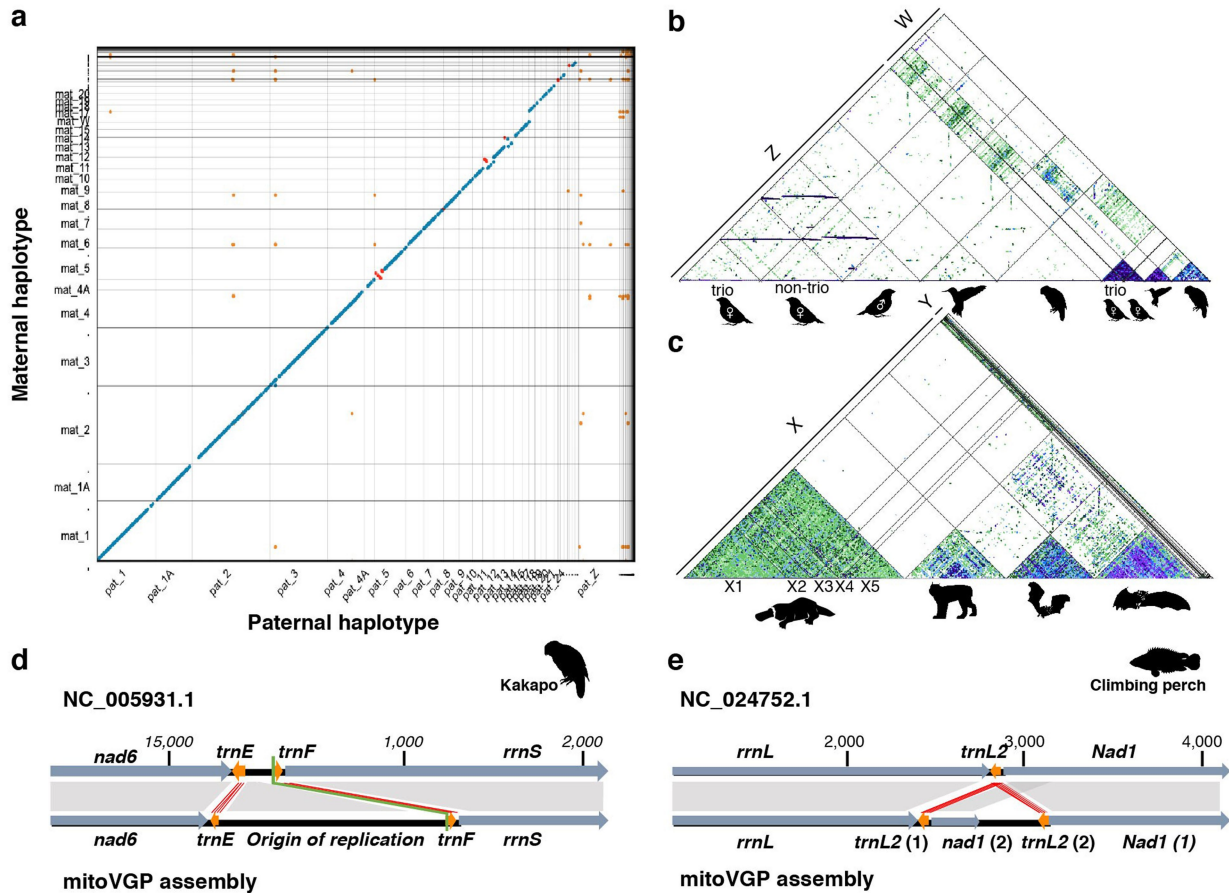 a
Maternal haplotype
mat_20
mat_W
mat_15
mat_14
mat_13
mat_12
mat_11
mat_10
mat_9
mat_8
mat_7
mat_6
mat_5
mat_4A
mat_4
mat_3
mat_2
mat_1A
mat_1
pat_1
pat_1A
pat_2
pat_3
pat_4
pat_4A
pat_5
pat_6
pat_7
pat_8
pat_9
pat_10
pat_11
pat_12
pat_13
pat_24
pat_Z
Paternal haplotype
b
W
Z
trio
non-trio
trio
c
Y
X
X1 X2 X3 X4 X5
d
Kakapo
NC_005931.1
15,000 1,000 2,000
nad6 trnE trnF rrnS
nad6 trnE Origin of replication trnF rrnS
mitoVGP assembly
e
Climbing perch
NC_024752.1
2,000 3,000 4,000
rrnL trnL2 Nad1
rrnL trnL2 (1) nad1 (2) trnL2 (2) Nad1 (1)
mitoVGP assembly